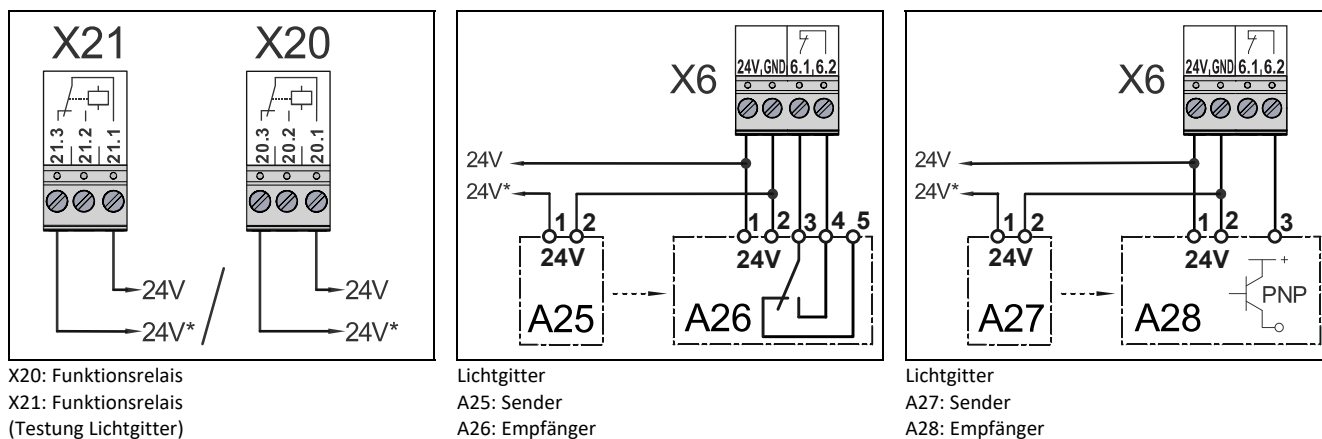 X21 X20
21.3 21.2 21.1
20.3 20.2 20.1
24V 24V
24V* 24V*
X20: Funktionsrelais
X21: Funktionsrelais
(Testung Lichtgitter)
24V, GND 6.1, 6.2
X6
24V
24V*
1 2 1 2 3 4 5
24V 24V
A25 A26
Lichtgitter
A25: Sender
A26: Empfänger
24V, GND 6.1, 6.2
X6
24V
24V*
1 2 1 2 3
24V 24V
+
PNP
A27 A28
Lichtgitter
A27: Sender
A28: Empfänger